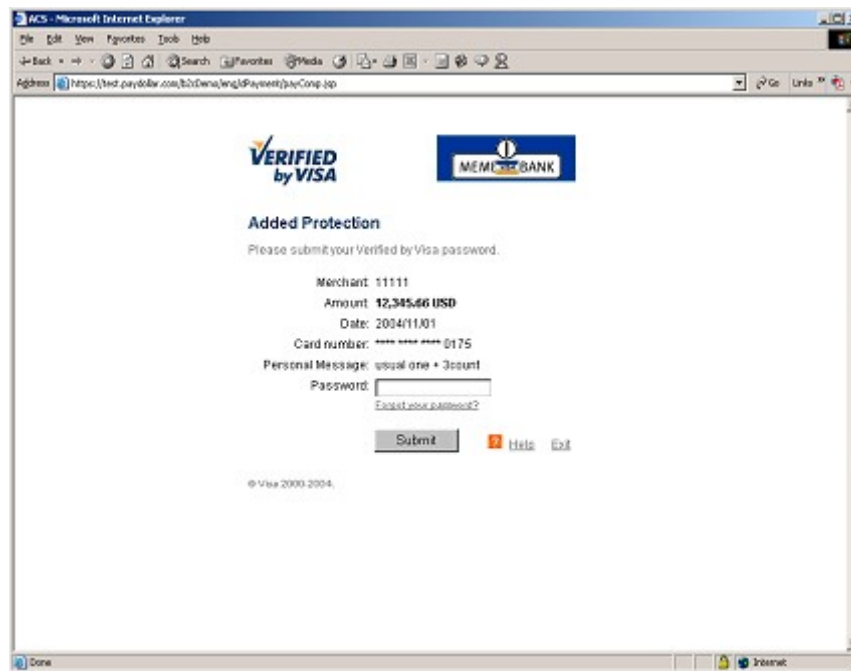 ACS - Microsoft Internet Explorer
File Edit View Favorites Tools Help
Back Search Favorites Media
Address https://test.paydollar.com/b2cDemo/eng/dPayment/payComp.jsp Go Links »
VERIFIED
by VISA
MEME BANK
Added Protection
Please submit your Verified by Visa password.
Merchant: 11111
Amount: 12,345.66 USD
Date: 2004/11/01
Card number: **** **** **** 0175
Personal Message: usual one + 3count
Password:
Forgot your password?
Submit ? Help Exit
© Visa 2000-2004.
Done Internet